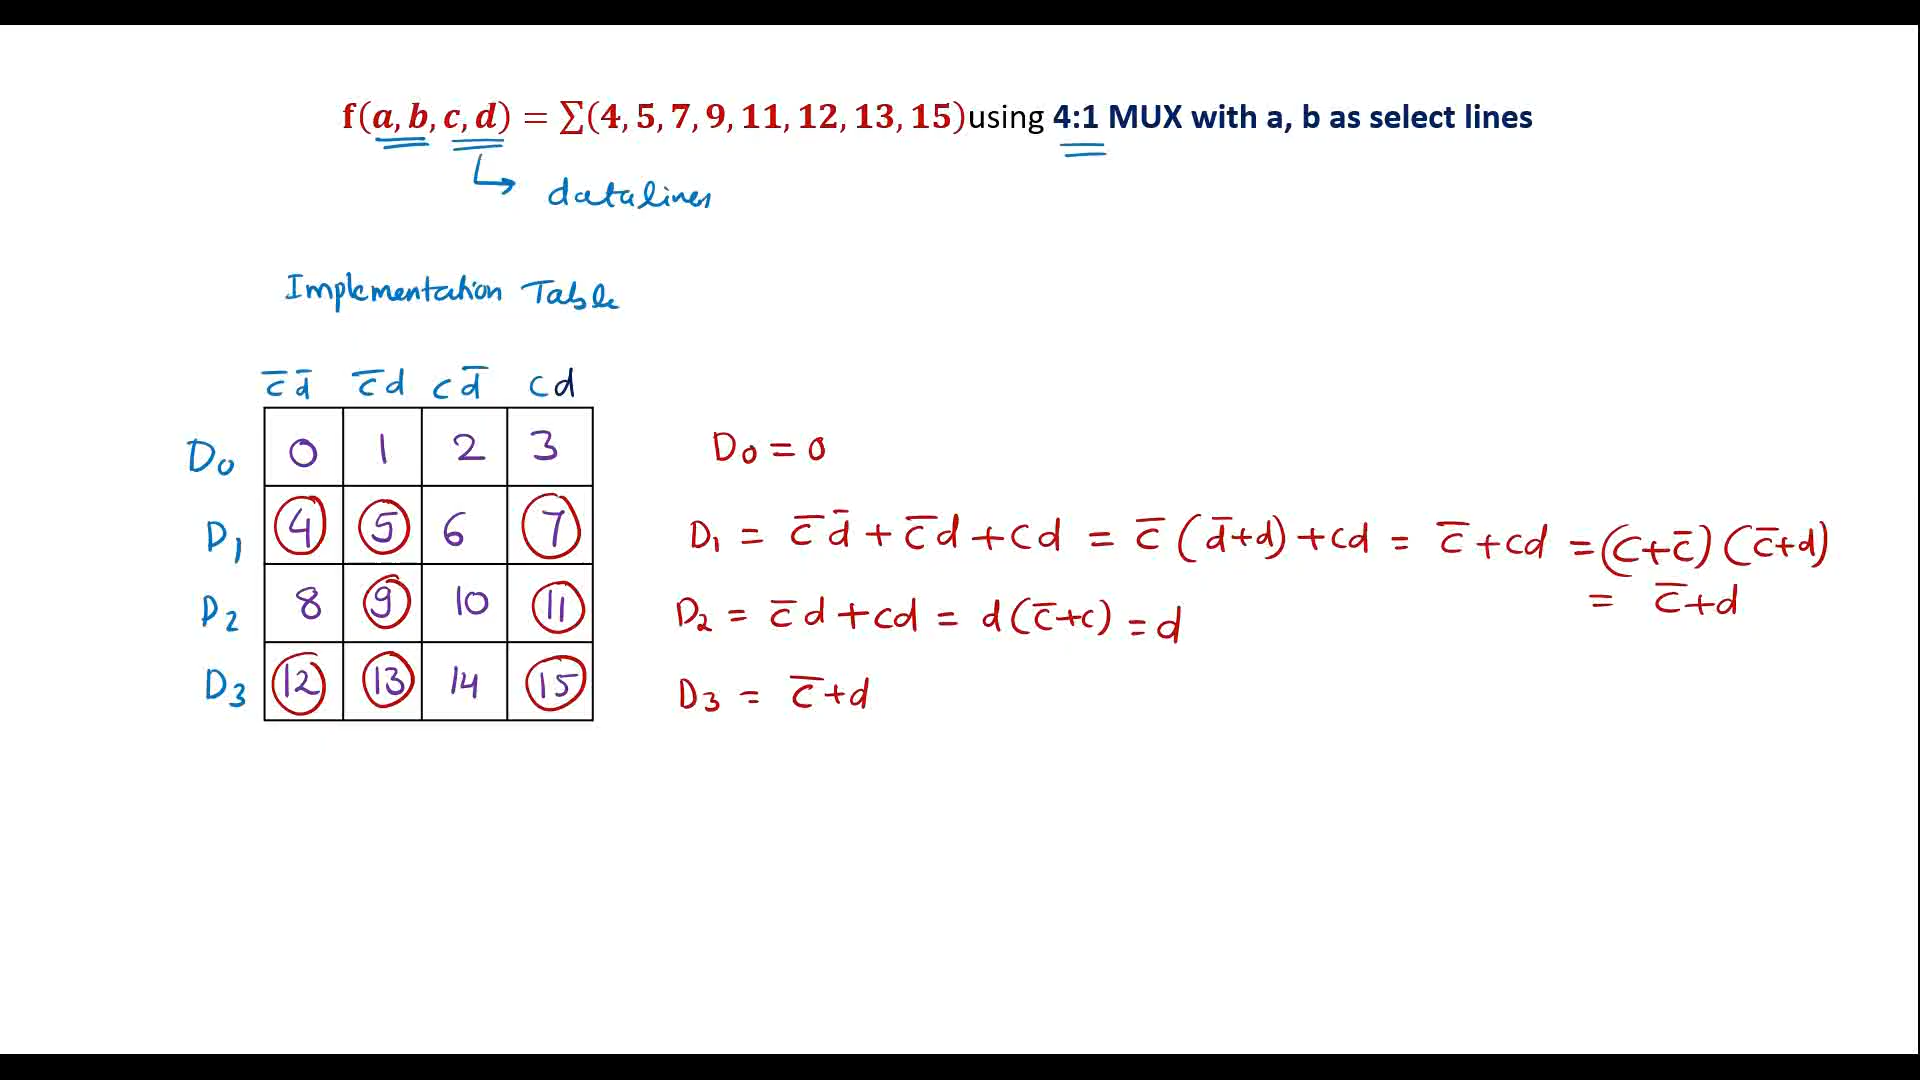 f(a, b, c, d) = ∑(4, 5, 7, 9, 11, 12, 13, 15)using 4:1 MUX with a, b as select lines
datalines
Implementation Table
c̅ d̅ c̅ d c d̅ c d
D₀ 0 1 2 3 D₀ = 0
D₁ 4 5 6 7 D₁ = c̅ d̅ + c̅ d + cd = c̅ (d̅+d) + cd = c̅ + cd = (c+c̅) (c̅+d)
= c̅+d
D₂ 8 9 10 11 D₂ = c̅ d + cd = d(c̅+c) = d
D₃ 12 13 14 15 D₃ = c̅+d